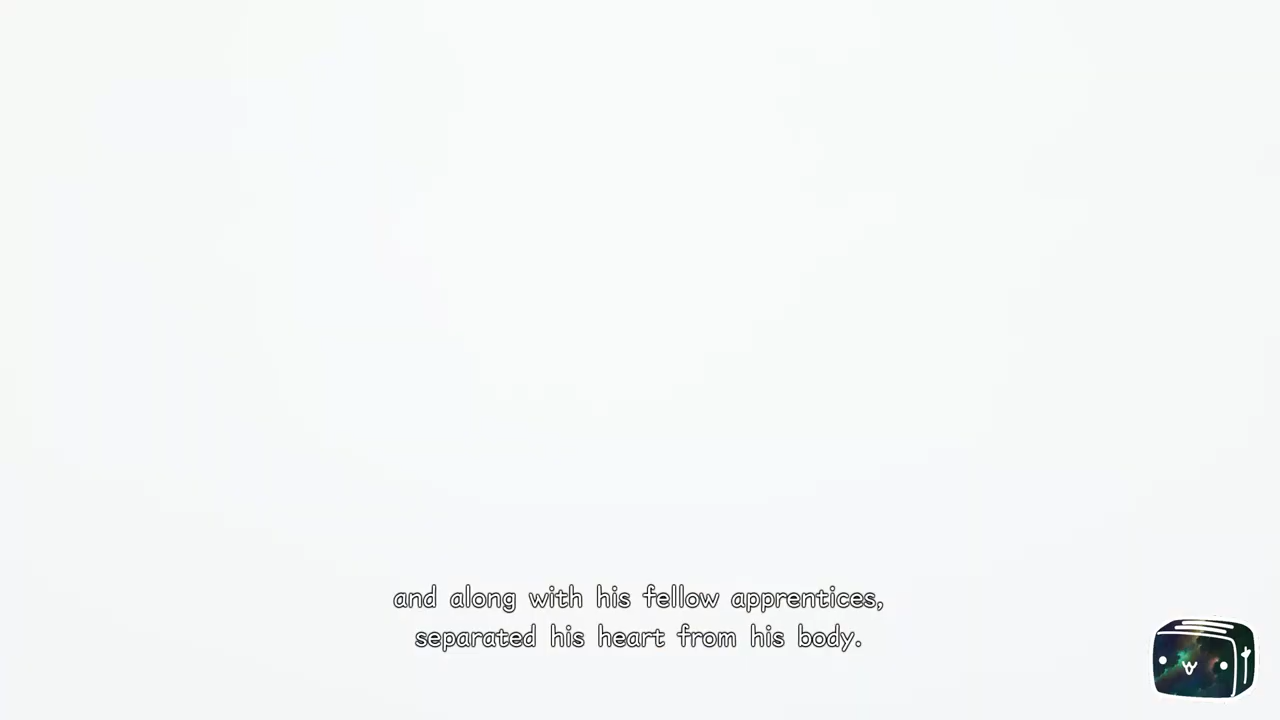 and along with his fellow apprentices,
separated his heart from his body.